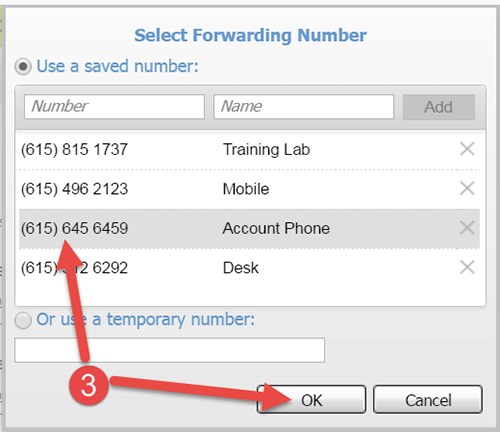 Select Forwarding Number
Use a saved number:
Number Name Add
(615) 815 1737 Training Lab
(615) 496 2123 Mobile
(615) 645 6459 Account Phone
(615) 2 6292 Desk
Or use a temporary number:
3
OK Cancel